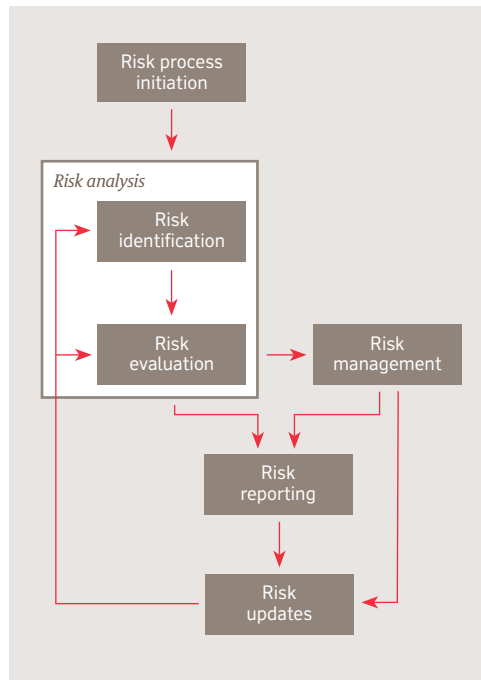 Risk process
initiation
Risk analysis
Risk
identification
Risk
evaluation
Risk
management
Risk
reporting
Risk
updates